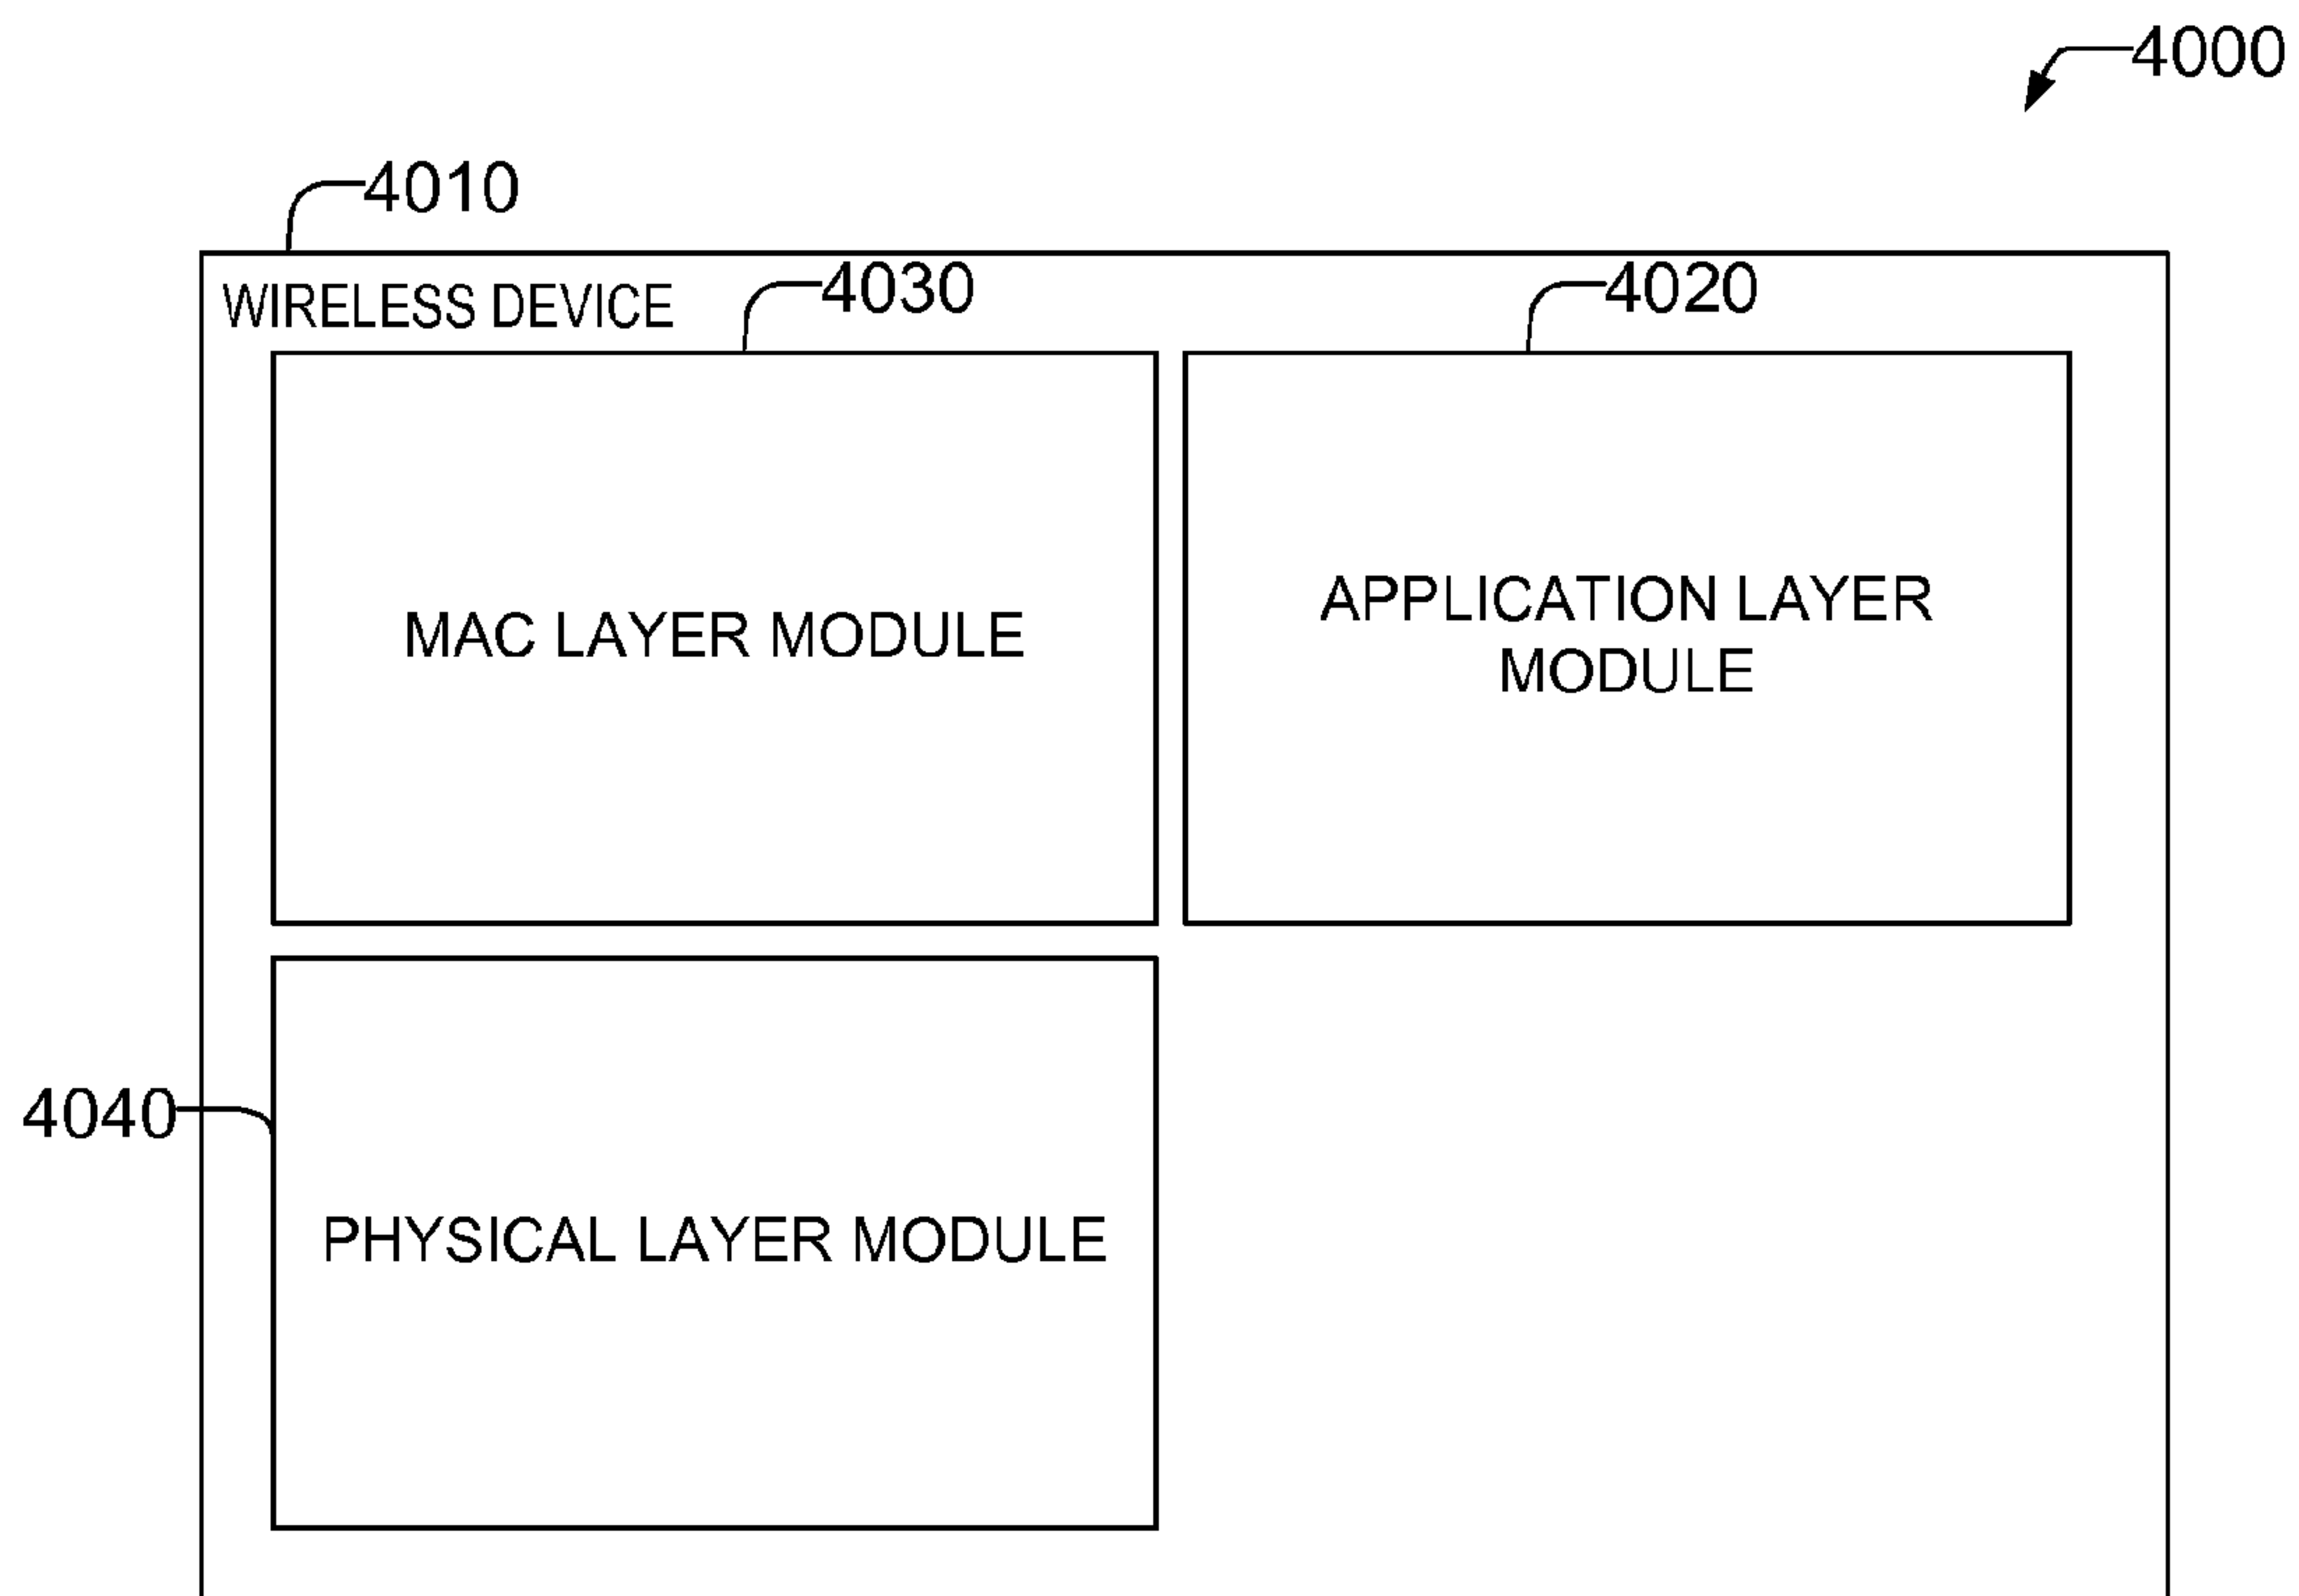 4000
4010
WIRELESS DEVICE
4030
4020
MAC LAYER MODULE
APPLICATION LAYER
MODULE
4040
PHYSICAL LAYER MODULE